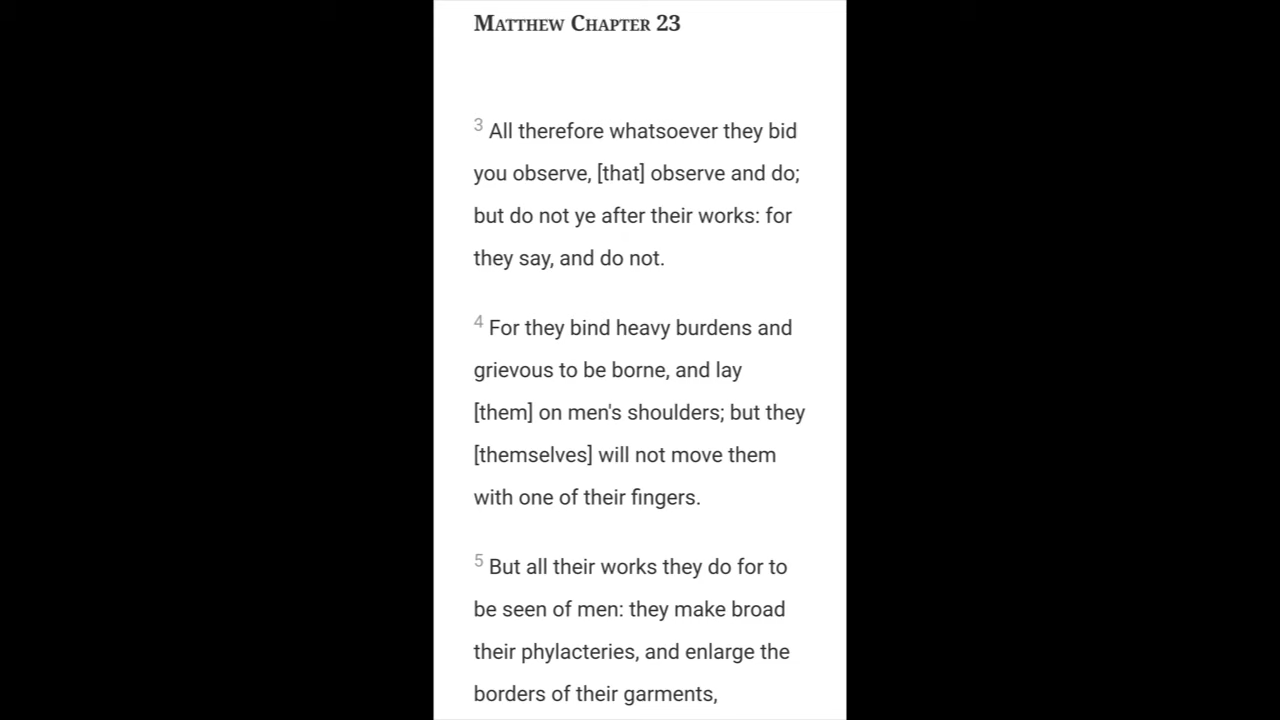 MATTHEW CHAPTER 23
3 All therefore whatsoever they bid
you observe, [that] observe and do;
but do not ye after their works: for
they say, and do not.
4 For they bind heavy burdens and
grievous to be borne, and lay
[them] on men's shoulders; but they
[themselves] will not move them
with one of their fingers.
5 But all their works they do for to
be seen of men: they make broad
their phylacteries, and enlarge the
borders of their garments,